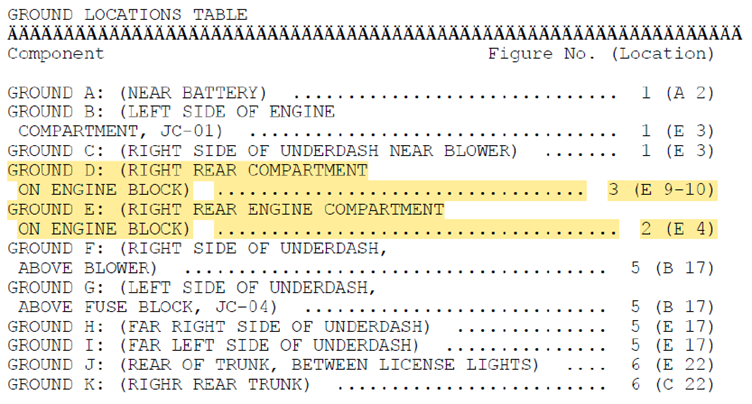 GROUND LOCATIONS TABLE
ÄÄÄÄÄÄÄÄÄÄÄÄÄÄÄÄÄÄÄÄÄÄÄÄÄÄÄÄÄÄÄÄÄÄÄÄÄÄÄÄÄÄÄÄÄÄÄÄÄÄÄÄÄÄÄÄÄÄÄÄÄÄÄÄÄ
Component Figure No. (Location)
GROUND A: (NEAR BATTERY) ............................... 1 (A 2)
GROUND B: (LEFT SIDE OF ENGINE
COMPARTMENT, JC-01) ................................... 1 (E 3)
GROUND C: (RIGHT SIDE OF UNDERDASH NEAR BLOWER) ....... 1 (E 3)
GROUND D: (RIGHT REAR COMPARTMENT
ON ENGINE BLOCK) ................................... 3 (E 9-10)
GROUND E: (RIGHT REAR ENGINE COMPARTMENT
ON ENGINE BLOCK) ...................................... 2 (E 4)
GROUND F: (RIGHT SIDE OF UNDERDASH,
ABOVE BLOWER) ........................................ 5 (B 17)
GROUND G: (LEFT SIDE OF UNDERDASH,
ABOVE FUSE BLOCK, JC-04) ............................. 5 (B 17)
GROUND H: (FAR RIGHT SIDE OF UNDERDASH) .............. 5 (E 17)
GROUND I: (FAR LEFT SIDE OF UNDERDASH) ............... 5 (E 17)
GROUND J: (REAR OF TRUNK, BETWEEN LICENSE LIGHTS) .... 6 (E 22)
GROUND K: (RIGHR REAR TRUNK) .......................... 6 (C 22)